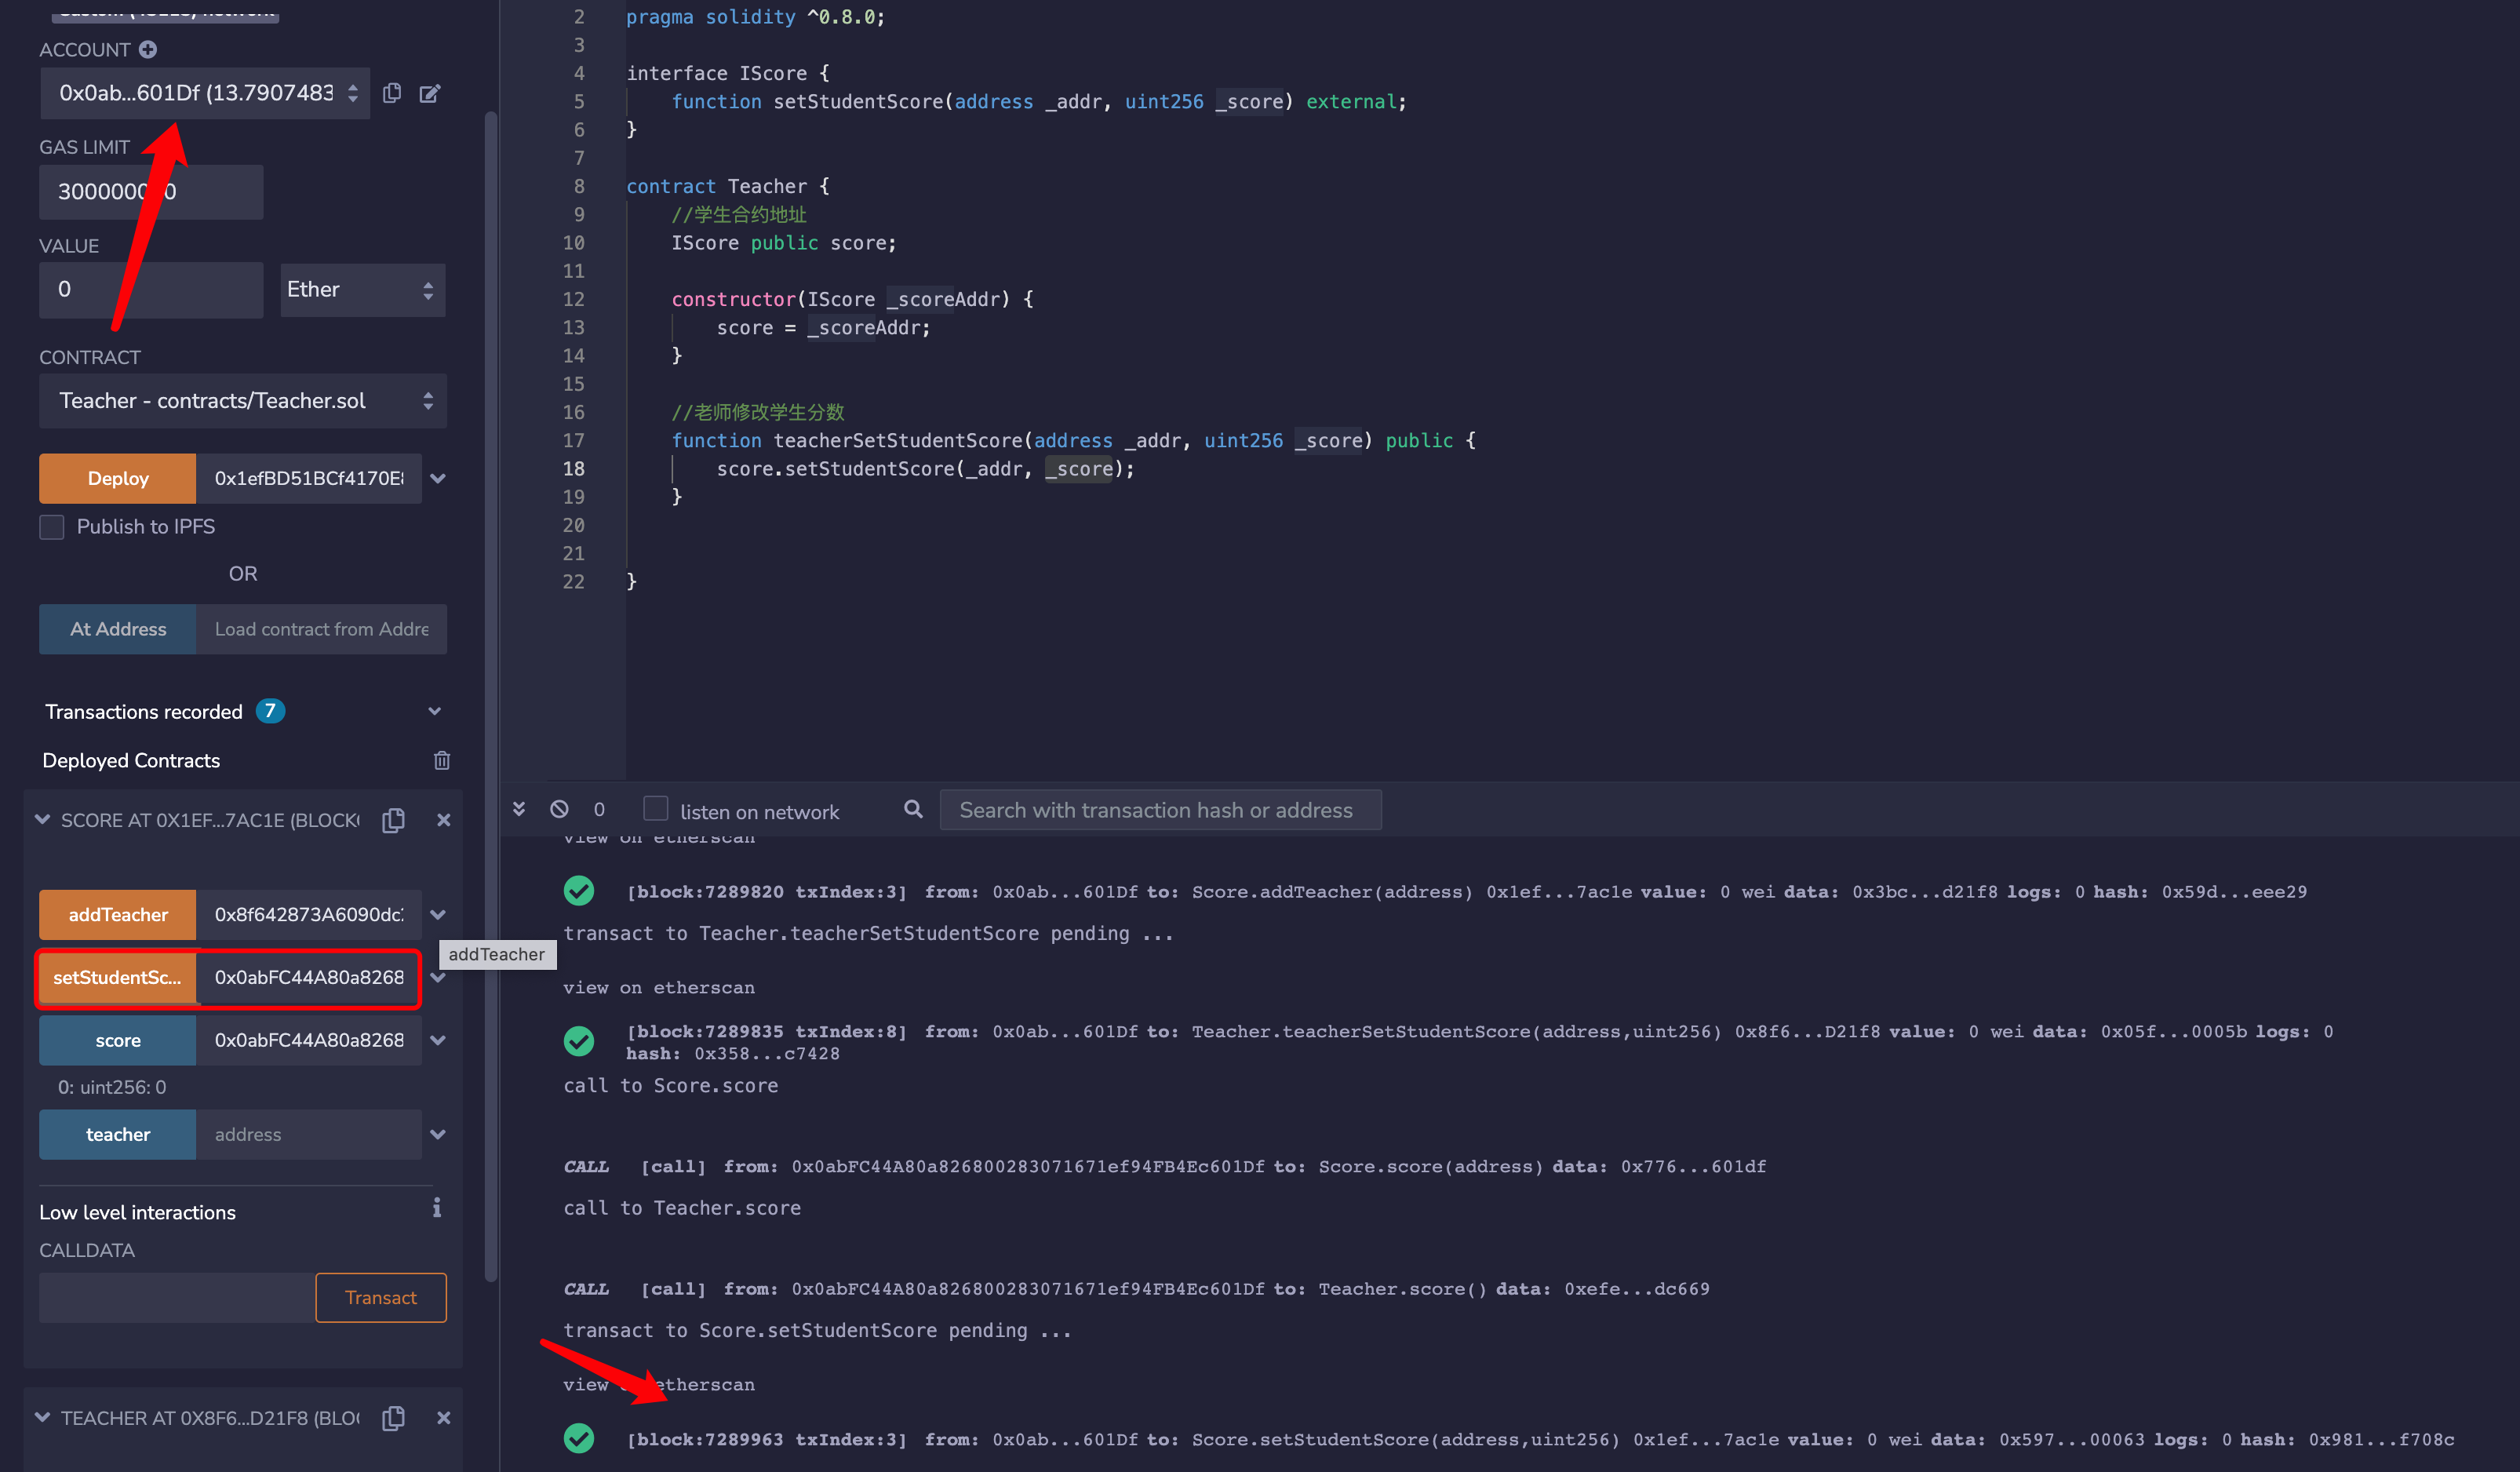 ACCOUNT
0x0ab...601Df (13.7907483
GAS LIMIT
VALUE
0
Ether
CONTRACT
Teacher - contracts/Teacher.sol
Deploy
0x1efBD51BCf4170E
Publish to IPFS
OR
At Address
Load contract from Addre
Transactions recorded 7
Deployed Contracts
SCORE AT 0X1EF...7AC1E (BLOCK
addTeacher
0x8f642873A6090dc
addTeacher
setStudentSc...
0x0abFC44A80a8268
score
0x0abFC44A80a8268
0: uint256: 0
teacher
address
Low level interactions
CALLDATA
Transact
TEACHER AT 0X8F6...D21F8 (BLO
2 pragma solidity ^0.8.0;
3
4 interface IScore {
5 function setStudentScore(address _addr, uint256 _score) external;
6 }
7
8 contract Teacher {
9 //学生合约地址
10 IScore public score;
11
12 constructor(IScore _scoreAddr) {
13 score = _scoreAddr;
14 }
15
16 //老师修改学生分数
17 function teacherSetStudentScore(address _addr, uint256 _score) public {
18 score.setStudentScore(_addr, _score);
19 }
20
21
22 }
0
listen on network
Search with transaction hash or address
view on etherscan
[block:7289820 txIndex:3] from: 0x0ab...601Df to: Score.addTeacher(address) 0x1ef...7ac1e value: 0 wei data: 0x3bc...d21f8 logs: 0 hash: 0x59d...eee29
transact to Teacher.teacherSetStudentScore pending ...
view on etherscan
[block:7289835 txIndex:8] from: 0x0ab...601Df to: Teacher.teacherSetStudentScore(address,uint256) 0x8f6...D21f8 value: 0 wei data: 0x05f...0005b logs: 0
hash: 0x358...c7428
call to Score.score
CALL [call] from: 0x0abFC44A80a826800283071671ef94FB4Ec601Df to: Score.score(address) data: 0x776...601df
call to Teacher.score
CALL [call] from: 0x0abFC44A80a826800283071671ef94FB4Ec601Df to: Teacher.score() data: 0xefe...dc669
transact to Score.setStudentScore pending ...
view etherscan
[block:7289963 txIndex:3] from: 0x0ab...601Df to: Score.setStudentScore(address,uint256) 0x1ef...7ac1e value: 0 wei data: 0x597...00063 logs: 0 hash: 0x981...f708c